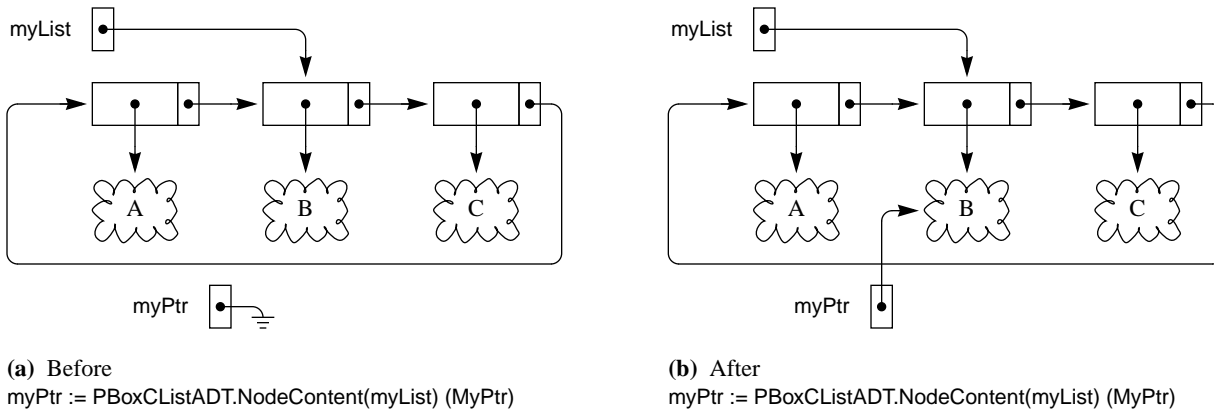 myList
myList
A
B
C
A
B
C
myPtr
myPtr
(a) Before
myPtr := PBoxCListADT.NodeContent(myList) (MyPtr)
(b) After
myPtr := PBoxCListADT.NodeContent(myList) (MyPtr)